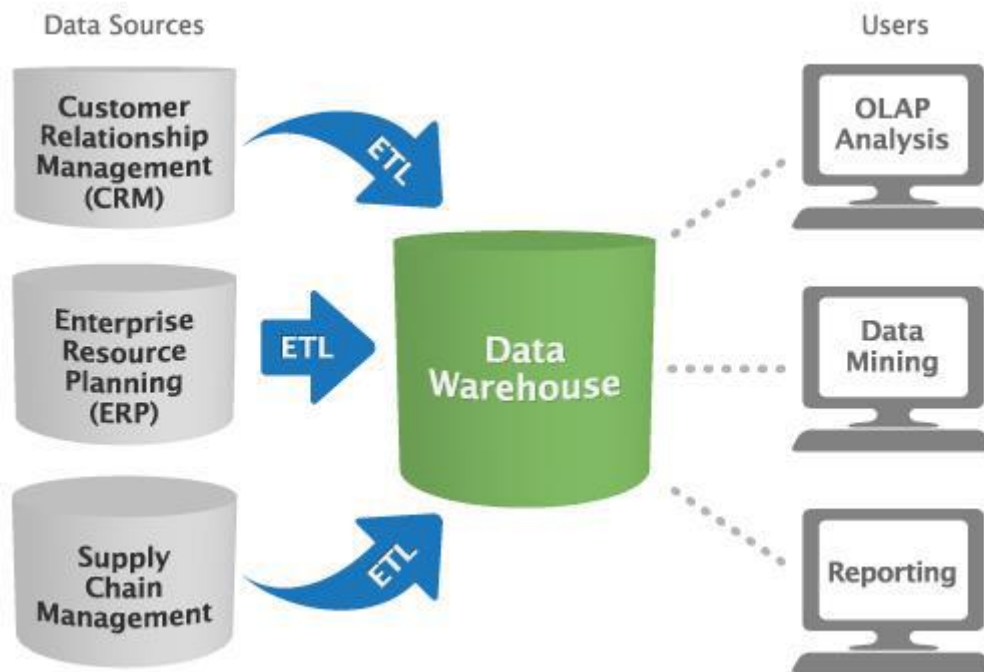 Data Sources
Users
Customer
Relationship
Management
(CRM)
ETL
OLAP
Analysis
Enterprise
Resource
Planning
(ERP)
ETL
Data
Warehouse
Data
Mining
Supply
Chain
Management
ETL
Reporting